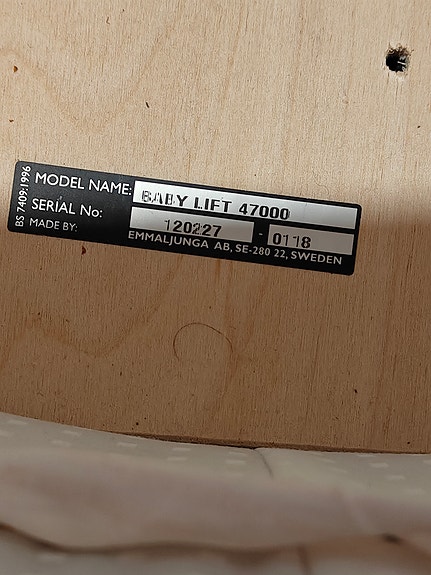 BS 7409:1996
MODEL NAME: BABY LIFT 47000
SERIAL No: 120227 - 0118
MADE BY: EMMALJUNGA AB, SE-280 22, SWEDEN